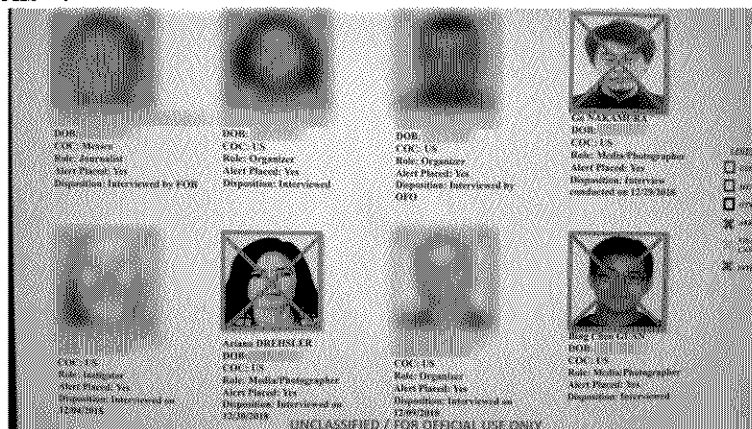 DOB:
COC: Mexico
Role: Journalist
Alert Placed: Yes
Disposition: Interviewed by FOB
DOB:
COC: US
Role: Organizer
Alert Placed: Yes
Disposition: Interviewed
DOB:
COC: US
Role: Organizer
Alert Placed: Yes
Disposition: Interviewed by
OFO
Go NAKAMURA
DOB:
COC: US
Role: Media/Photographer
Alert Placed: Yes
Disposition: Interview
conducted on 12/29/2018
COC: US
Role: Instigator
Alert Placed: Yes
Disposition: Interviewed on
12/04/2018
Ariana DREHSLER
DOB:
COC: US
Role: Media/Photographer
Alert Placed: Yes
Disposition: Interviewed on
12/30/2018
COC: US
Role: Organizer
Alert Placed: Yes
Disposition: Interviewed on
12/09/2018
Bing Chen GUAN
DOB:
COC: US
Role: Media/Photographer
Alert Placed: Yes
Disposition: Interviewed
UNCLASSIFIED / FOR OFFICIAL USE ONLY